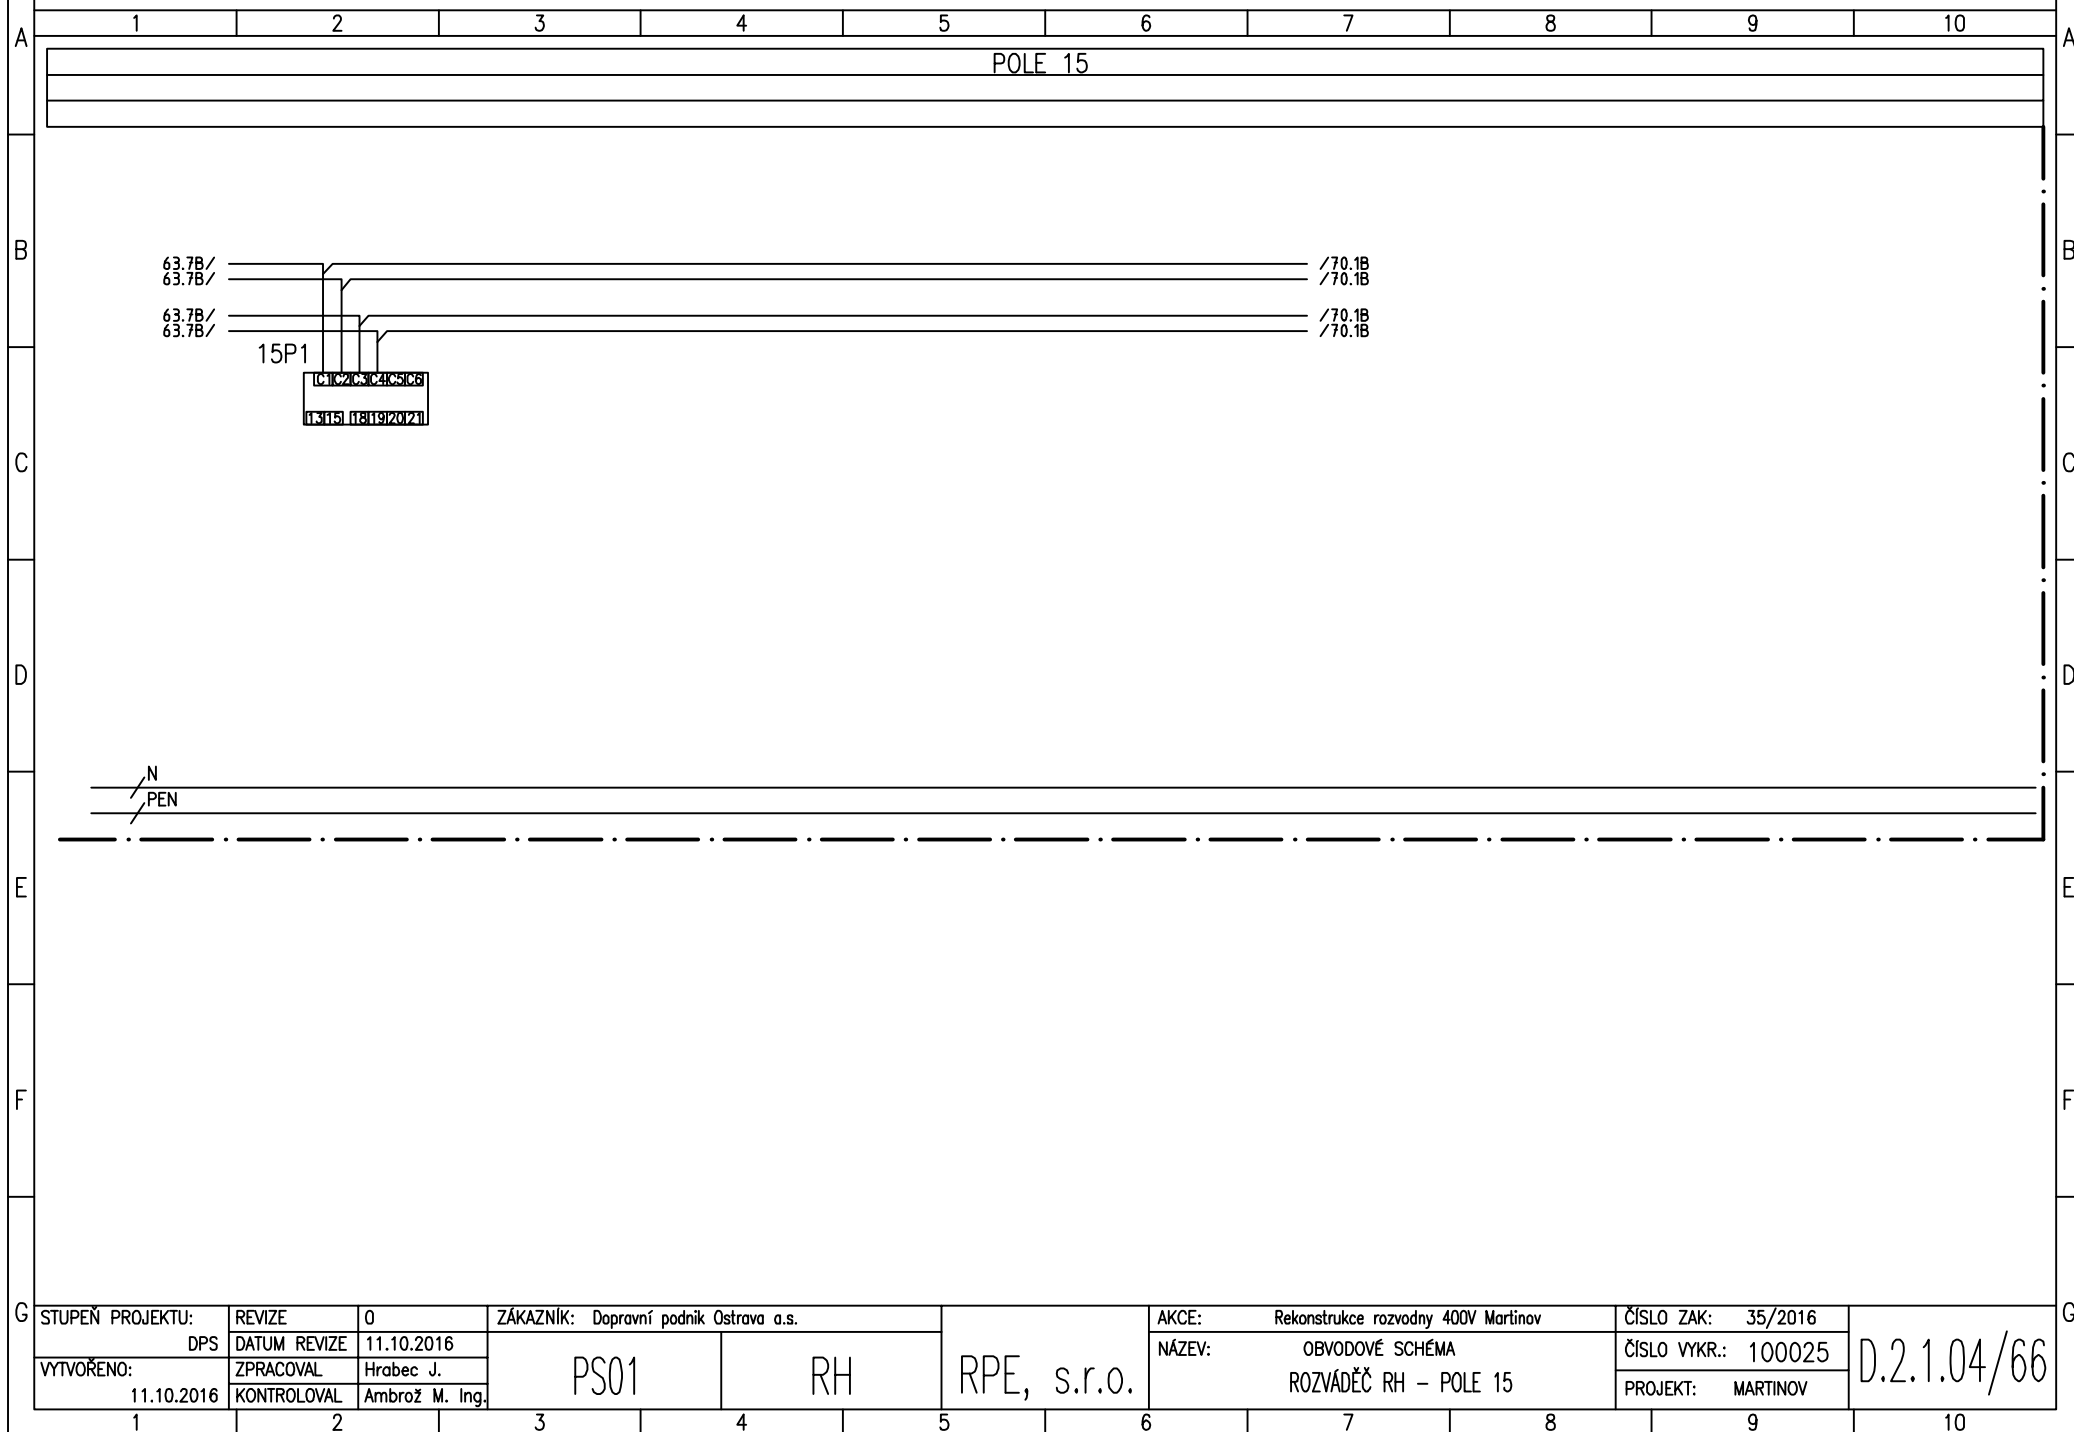 1 2 3 4 5 6 7 8 9 10
A A
POLE 15
B B
63.7B/ /70.1B
63.7B/ /70.1B
63.7B/ /70.1B
63.7B/ /70.1B
15P1
C1 C2 C3 C4 C5 C6
13 15 18 19 20 21
C C
D D
N
PEN
E E
F F
G G
STUPEŇ PROJEKTU: REVIZE 0 ZÁKAZNÍK: Dopravní podnik Ostrava a.s. AKCE: Rekonstrukce rozvodny 400V Martinov ČÍSLO ZAK: 35/2016
DPS DATUM REVIZE 11.10.2016 NÁZEV: OBVODOVÉ SCHÉMA ČÍSLO VYKR.: 100025
VYTVOŘENO: ZPRACOVAL Hrabec J. PS01 RH RPE, s.r.o. ROZVÁDĚČ RH – POLE 15 D.2.1.04/66
11.10.2016 KONTROLOVAL Ambrož M. Ing. PROJEKT: MARTINOV
1 2 3 4 5 6 7 8 9 10